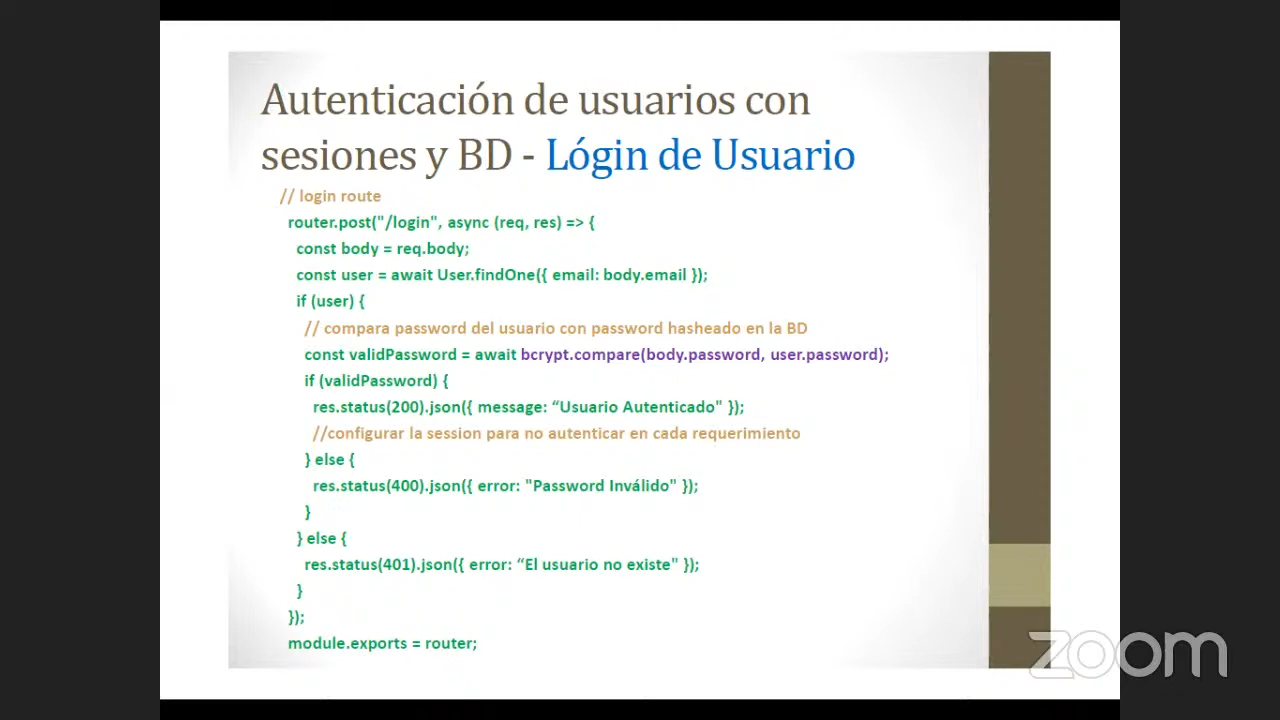 Autenticación de usuarios con
sesiones y BD - Lógin de Usuario
// login route
router.post("/login", async (req, res) => {
const body = req.body;
const user = await User.findOne({ email: body.email });
if (user) {
// compara password del usuario con password hasheado en la BD
const validPassword = await bcrypt.compare(body.password, user.password);
if (validPassword) {
res.status(200).json({ message: “Usuario Autenticado" });
//configurar la session para no autenticar en cada requerimiento
} else {
res.status(400).json({ error: "Password Inválido" });
}
} else {
res.status(401).json({ error: “El usuario no existe" });
}
});
module.exports = router;
zoom